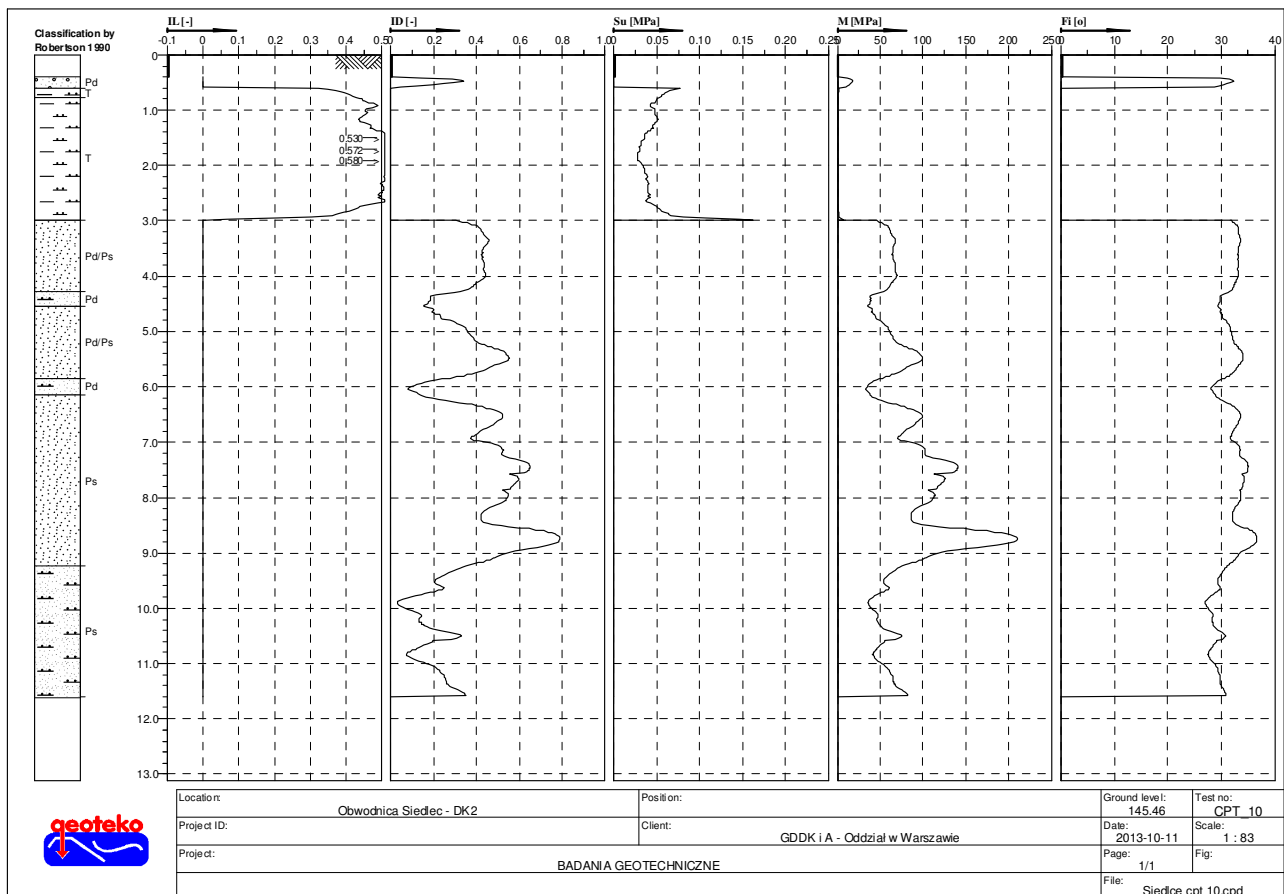 Classification by
Robertson 1990
IL [-]
-0.1 0 0.1 0.2 0.3 0.4 0.5
ID [-]
0 0.2 0.4 0.6 0.8 1.0
Su [MPa]
0 0.05 0.10 0.15 0.20 0.25
M [MPa]
0 50 100 150 200 250
Fi [o]
0 10 20 30 40
0
1.0
2.0
3.0
4.0
5.0
6.0
7.0
8.0
9.0
10.0
11.0
12.0
13.0
Pd
T
T
Pd/Ps
Pd
Pd/Ps
Pd
Ps
Ps
0.530
0.572
0.580
geoteko
Location:
Obwodnica Siedlec - DK2
Position:
Ground level:
145.46
Test no:
CPT_10
Project ID:
Client:
GDDK i A - Oddział w Warszawie
Date:
2013-10-11
Scale:
1 : 83
Project:
BADANIA GEOTECHNICZNE
Page:
1/1
Fig:
File:
Siedlce cpt 10.cpd